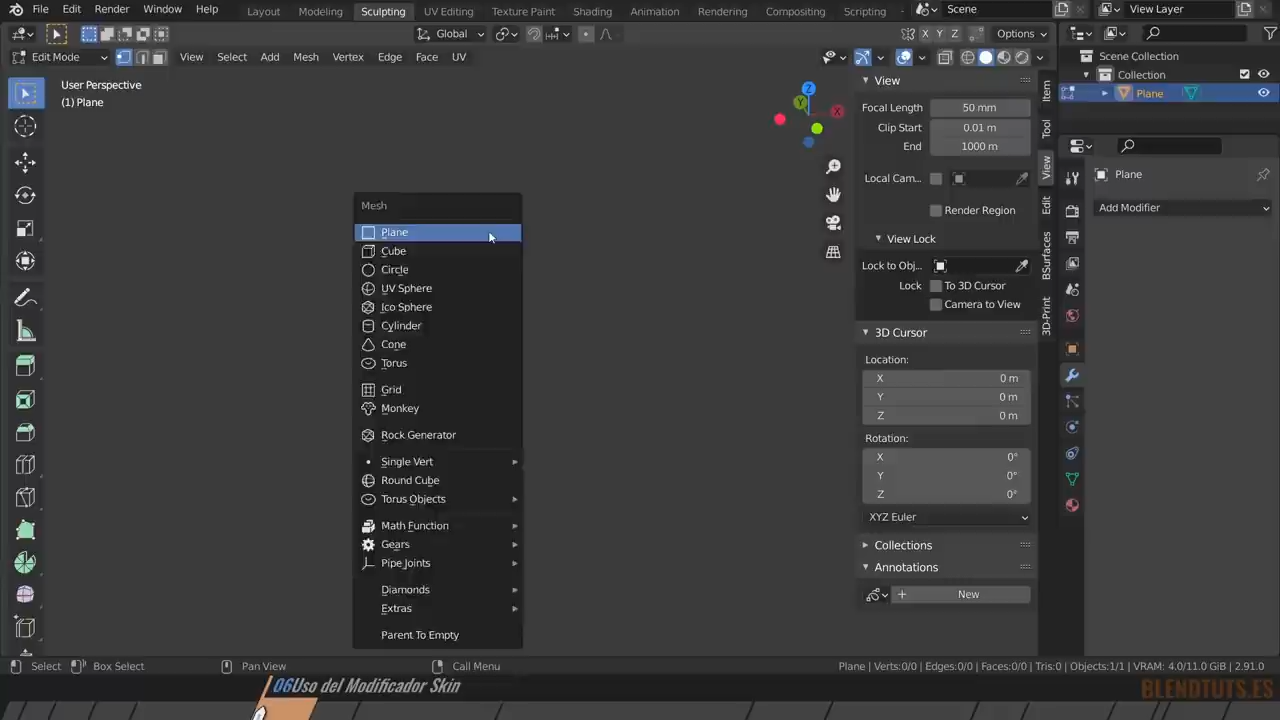 File Edit Render Window Help
Layout Modeling Sculpting UV Editing Texture Paint Shading Animation Rendering Compositing Scripting
Scene
View Layer
Global
X Y Z
Options
Edit Mode View Select Add Mesh Vertex Edge Face UV
User Perspective
(1) Plane
Z
Y
X
Mesh
Plane
Cube
Circle
UV Sphere
Ico Sphere
Cylinder
Cone
Torus
Grid
Monkey
Rock Generator
Single Vert
Round Cube
Torus Objects
Math Function
Gears
Pipe Joints
Diamonds
Extras
Parent To Empty
View
Focal Length 50 mm
Clip Start 0.01 m
End 1000 m
Local Cam...
Render Region
View Lock
Lock to Obj...
Lock To 3D Cursor
Camera to View
3D Cursor
Location:
X 0 m
Y 0 m
Z 0 m
Rotation:
X 0°
Y 0°
Z 0°
XYZ Euler
Collections
Annotations
New
Item
Tool
View
Edit
BSurfaces
3D-Print
Scene Collection
Collection
Plane
Plane
Add Modifier
Select Box Select Pan View Call Menu
Plane | Verts:0/0 | Edges:0/0 | Faces:0/0 | Tris:0 | Objects:1/1 | VRAM: 4.0/11.0 GiB | 2.91.0
06Uso del Modificador Skin
BLENDTUTS.ES